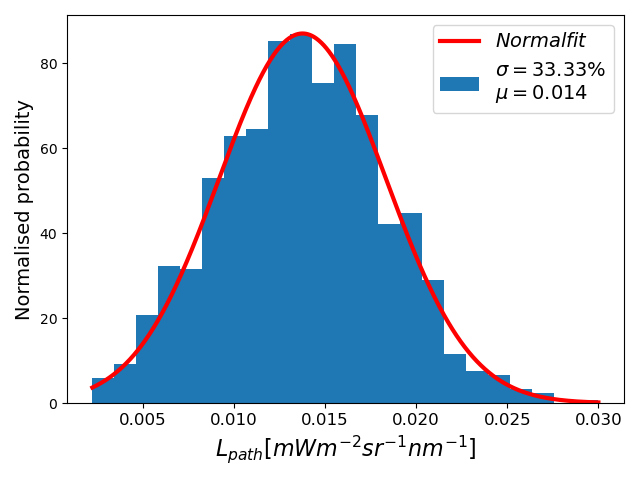 Normalfit
σ = 33.33%
μ = 0.014
Normalised probability
80
60
40
20
0
0.005 0.010 0.015 0.020 0.025 0.030
L_path[mWm⁻²sr⁻¹nm⁻¹]